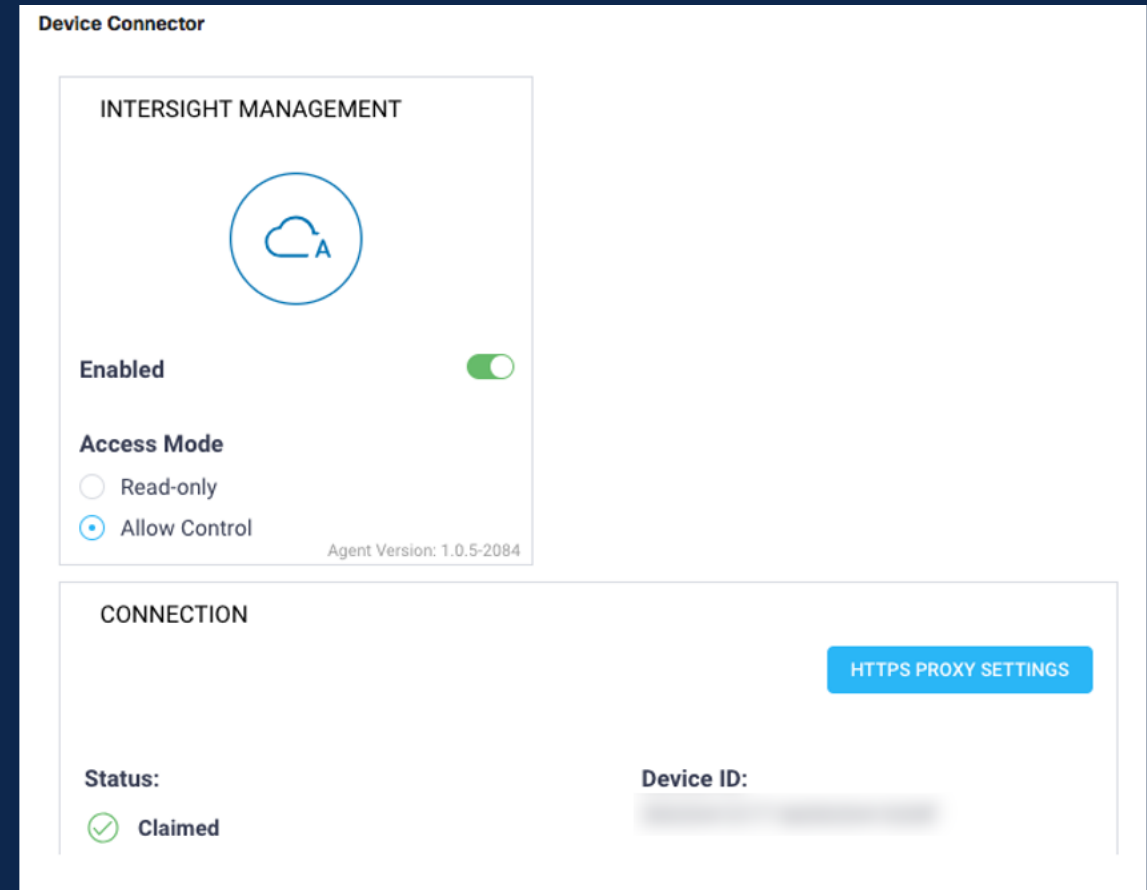 Device Connector
INTERSIGHT MANAGEMENT
A
Enabled
Access Mode
Read-only
Allow Control
Agent Version: 1.0.5-2084
CONNECTION
HTTPS PROXY SETTINGS
Status:
Device ID:
Claimed